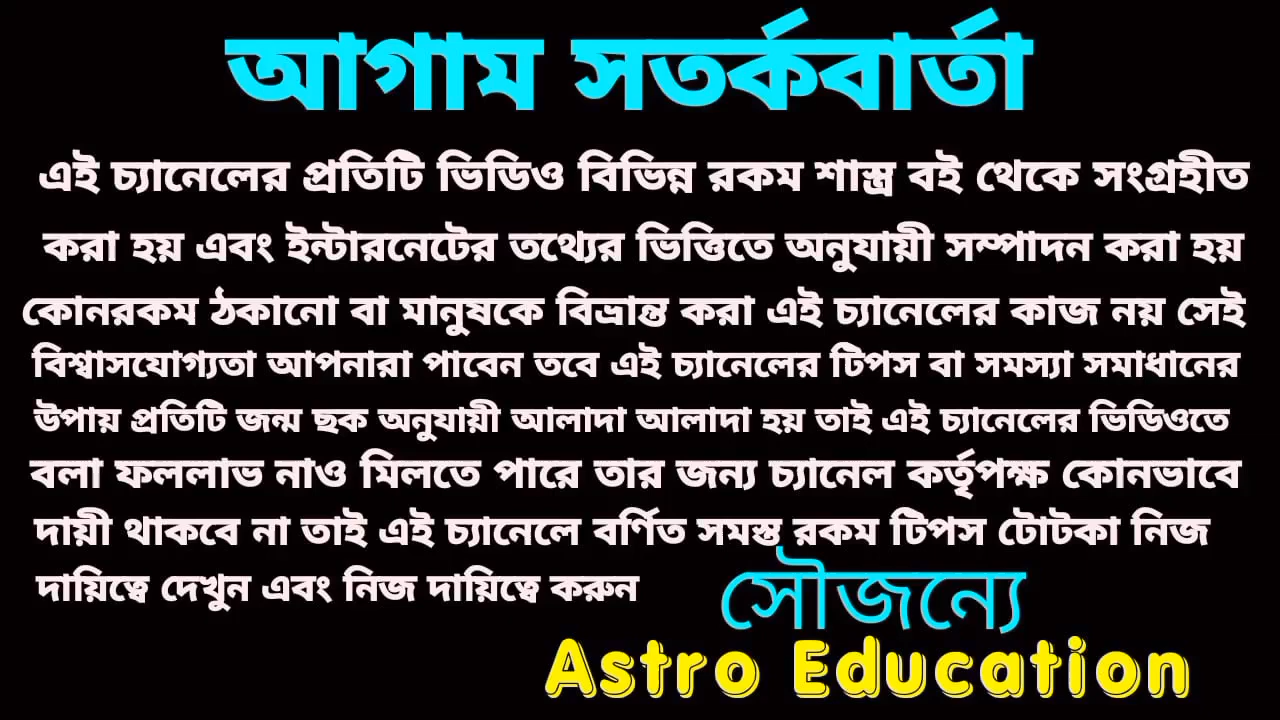 আগাম সতর্কবার্তা
এই চ্যানেলের প্রতিটি ভিডিও বিভিন্ন রকম শাস্ত্র বই থেকে সংগ্রহীত
করা হয় এবং ইন্টারনেটের তথ্যের ভিত্তিতে অনুযায়ী সম্পাদন করা হয়
কোনরকম ঠকানো বা মানুষকে বিভ্রান্ত করা এই চ্যানেলের কাজ নয় সেই
বিশ্বাসযোগ্যতা আপনারা পাবেন তবে এই চ্যানেলের টিপস বা সমস্যা সমাধানের
উপায় প্রতিটি জন্ম ছক অনুযায়ী আলাদা আলাদা হয় তাই এই চ্যানেলের ভিডিওতে
বলা ফললাভ নাও মিলতে পারে তার জন্য চ্যানেল কর্তৃপক্ষ কোনভাবে
দায়ী থাকবে না তাই এই চ্যানেলে বর্ণিত সমস্ত রকম টিপস টোটকা নিজ
দায়িত্বে দেখুন এবং নিজ দায়িত্বে করুন
সৌজন্যে
Astro Education